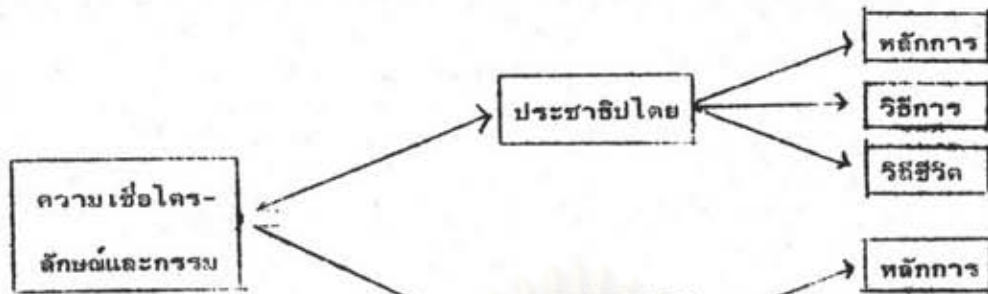 หลักการ
ประชาธิปไตย
วิธีการ
วิถีชีวิต
ความเชื่อไตร-
ลักษณ์และกรรม
หลักการ